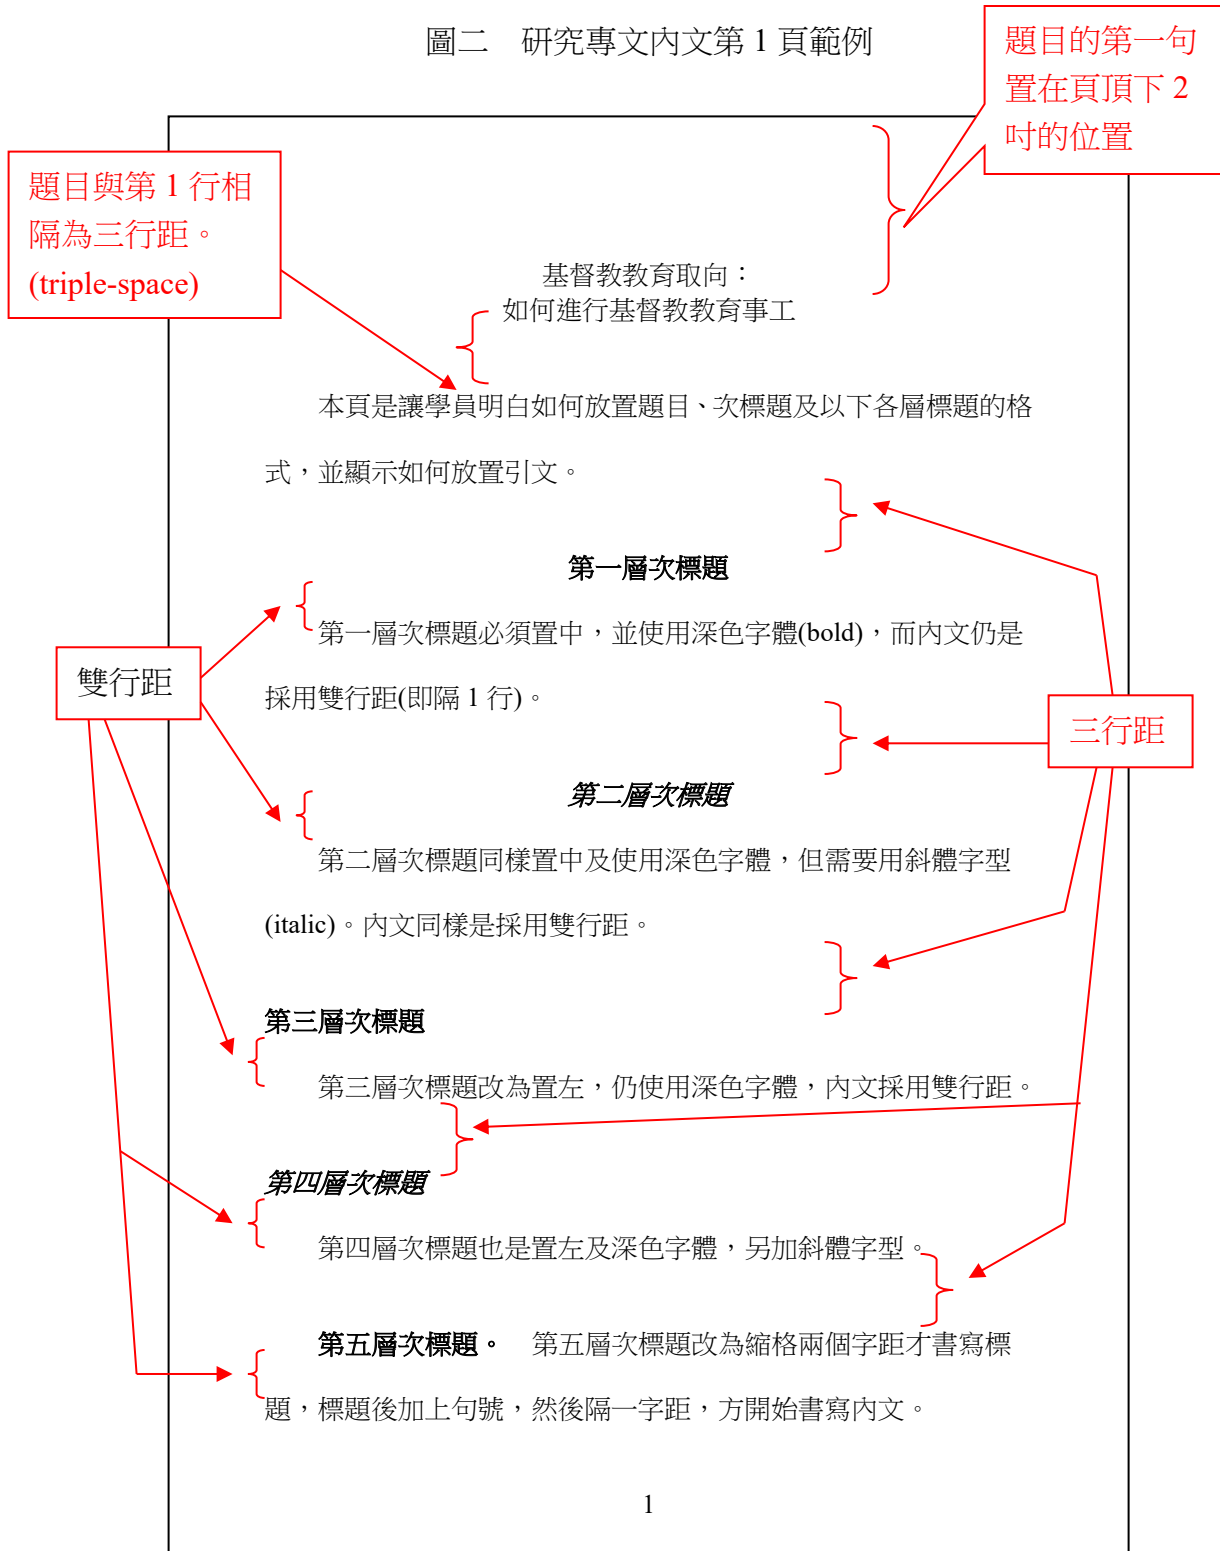 圖二　研究專文內文第 1 頁範例
題目的第一句
置在頁頂下 2
吋的位置
題目與第 1 行相
隔為三行距。
(triple-space)
基督教教育取向：
如何進行基督教教育事工
本頁是讓學員明白如何放置題目、次標題及以下各層標題的格
式，並顯示如何放置引文。
第一層次標題
第一層次標題必須置中，並使用深色字體(bold)，而內文仍是
雙行距
採用雙行距(即隔 1 行)。
三行距
第二層次標題
第二層次標題同樣置中及使用深色字體，但需要用斜體字型
(italic)。內文同樣是採用雙行距。
第三層次標題
第三層次標題改為置左，仍使用深色字體，內文採用雙行距。
第四層次標題
第四層次標題也是置左及深色字體，另加斜體字型。
第五層次標題。　第五層次標題改為縮格兩個字距才書寫標
題，標題後加上句號，然後隔一字距，方開始書寫內文。
1